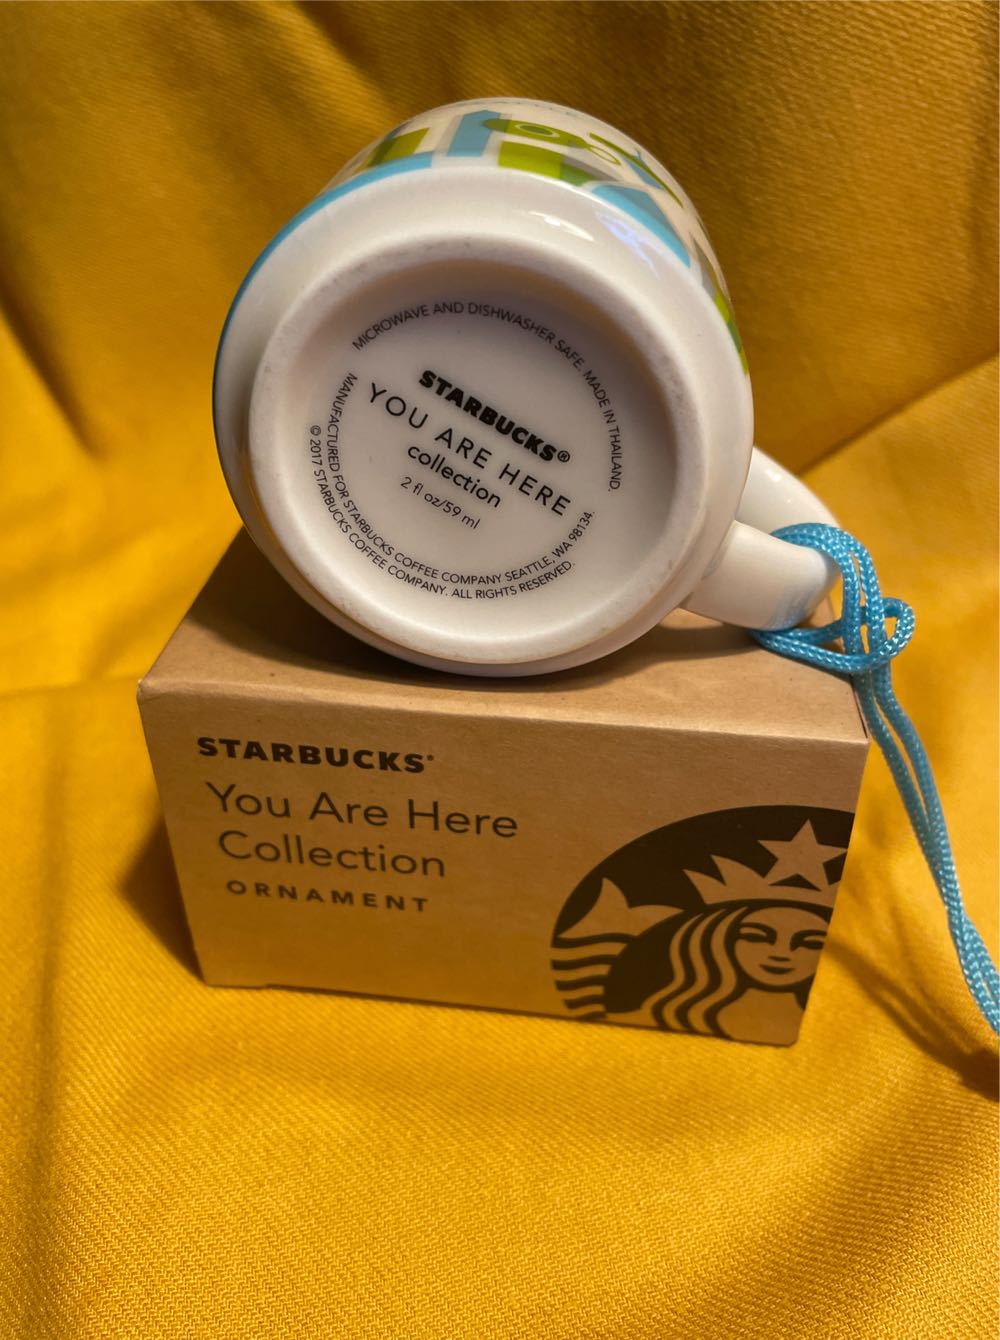 MICROWAVE AND DISHWASHER SAFE. MADE IN THAILAND.
STARBUCKS®
YOU ARE HERE
collection
2 fl oz/59 ml
MANUFACTURED FOR STARBUCKS COFFEE COMPANY SEATTLE, WA 98134.
© 2017 STARBUCKS COFFEE COMPANY. ALL RIGHTS RESERVED.
STARBUCKS®
You Are Here
Collection
ORNAMENT